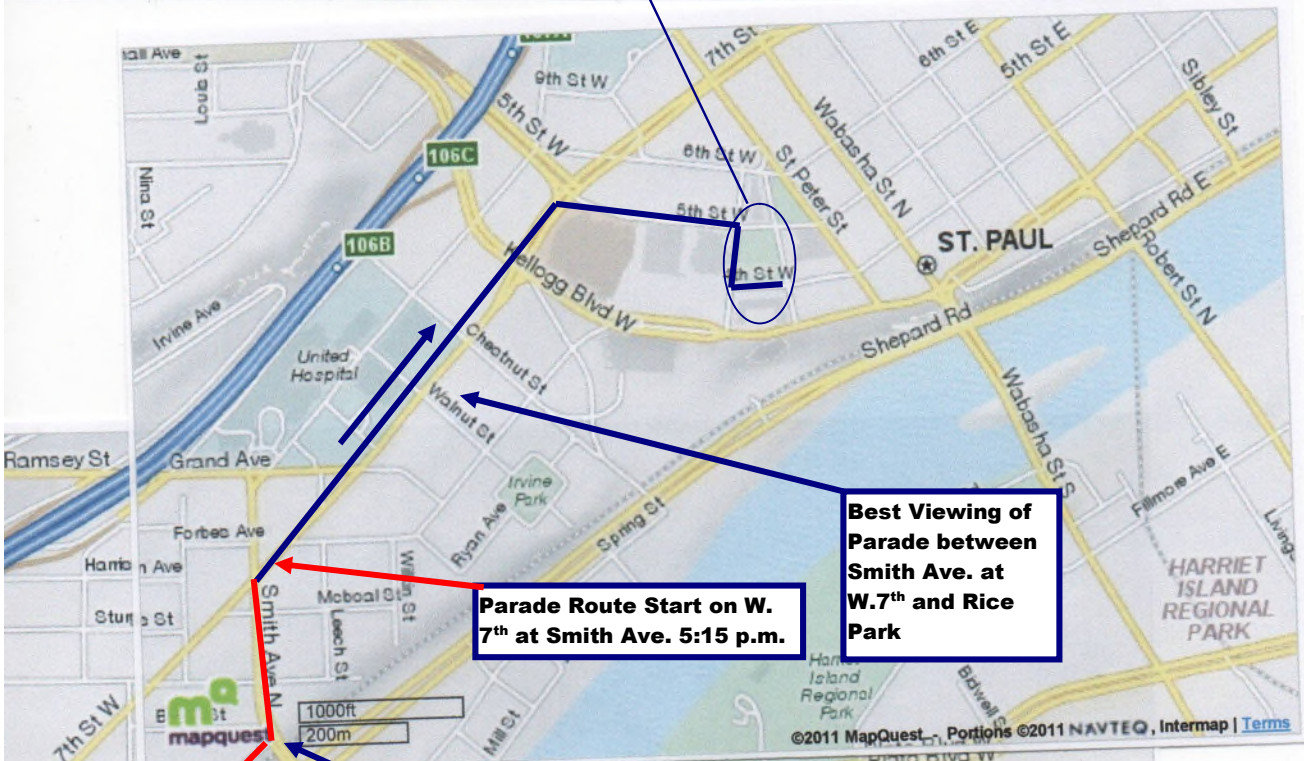 7th St
6th St E
5th St E
Louis St
9th St W
Sibley St
5th St W
Wabasha St N
106C
6th St W
St Peter St
Nina St
5th St W
Shepard Rd E
106B
ST. PAUL
Robert St N
Kellogg Blvd W
4th St W
Irvine Ave
Shepard Rd
United
Hospital
Chestnut St
Walnut St
Wabasha St S
Ramsey St
Grand Ave
Irvine
Park
Fillmore Ave E
Ryan Ave
Spring St
Best Viewing of
Parade between
Smith Ave. at
W.7th and Rice
Park
Forbes Ave
Smith Ave N
Mcboal St
Leech St
Parade Route Start on W.
7th at Smith Ave. 5:15 p.m.
HARRIET
ISLAND
REGIONAL
PARK
Island
Regional
Park
7th St W
mapquest
1000ft
200m
Mill St
©2011 MapQuest - Portions ©2011 NAVTEQ, Intermap | Terms